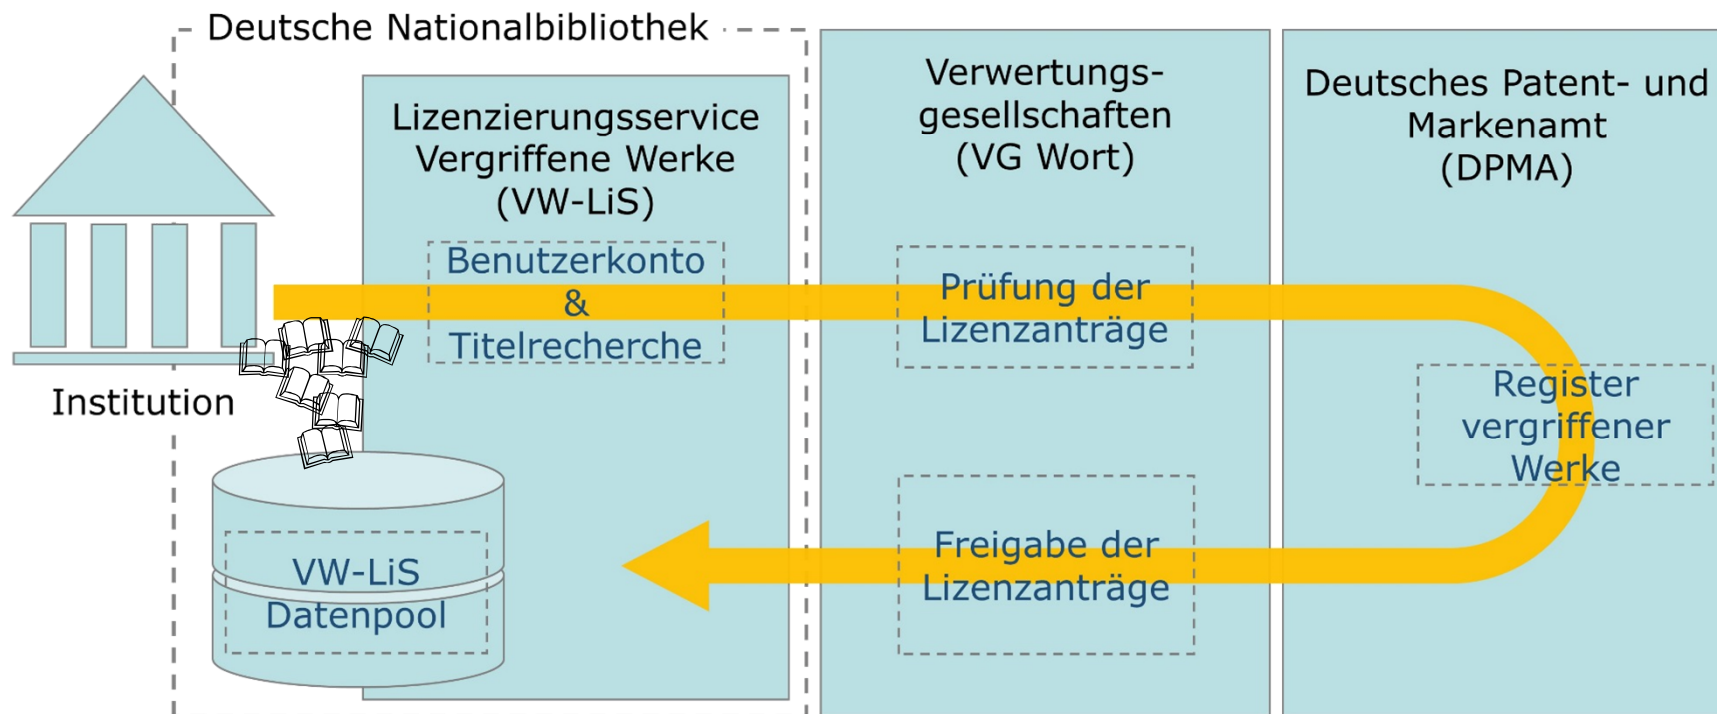 Deutsche Nationalbibliothek
Lizenzierungsservice
Vergriffene Werke
(VW-LiS)
Benutzerkonto
&
Titelrecherche
Institution
VW-LiS
Datenpool
Verwertungs-
gesellschaften
(VG Wort)
Prüfung der
Lizenzanträge
Freigabe der
Lizenzanträge
Deutsches Patent- und
Markenamt
(DPMA)
Register
vergriffener
Werke